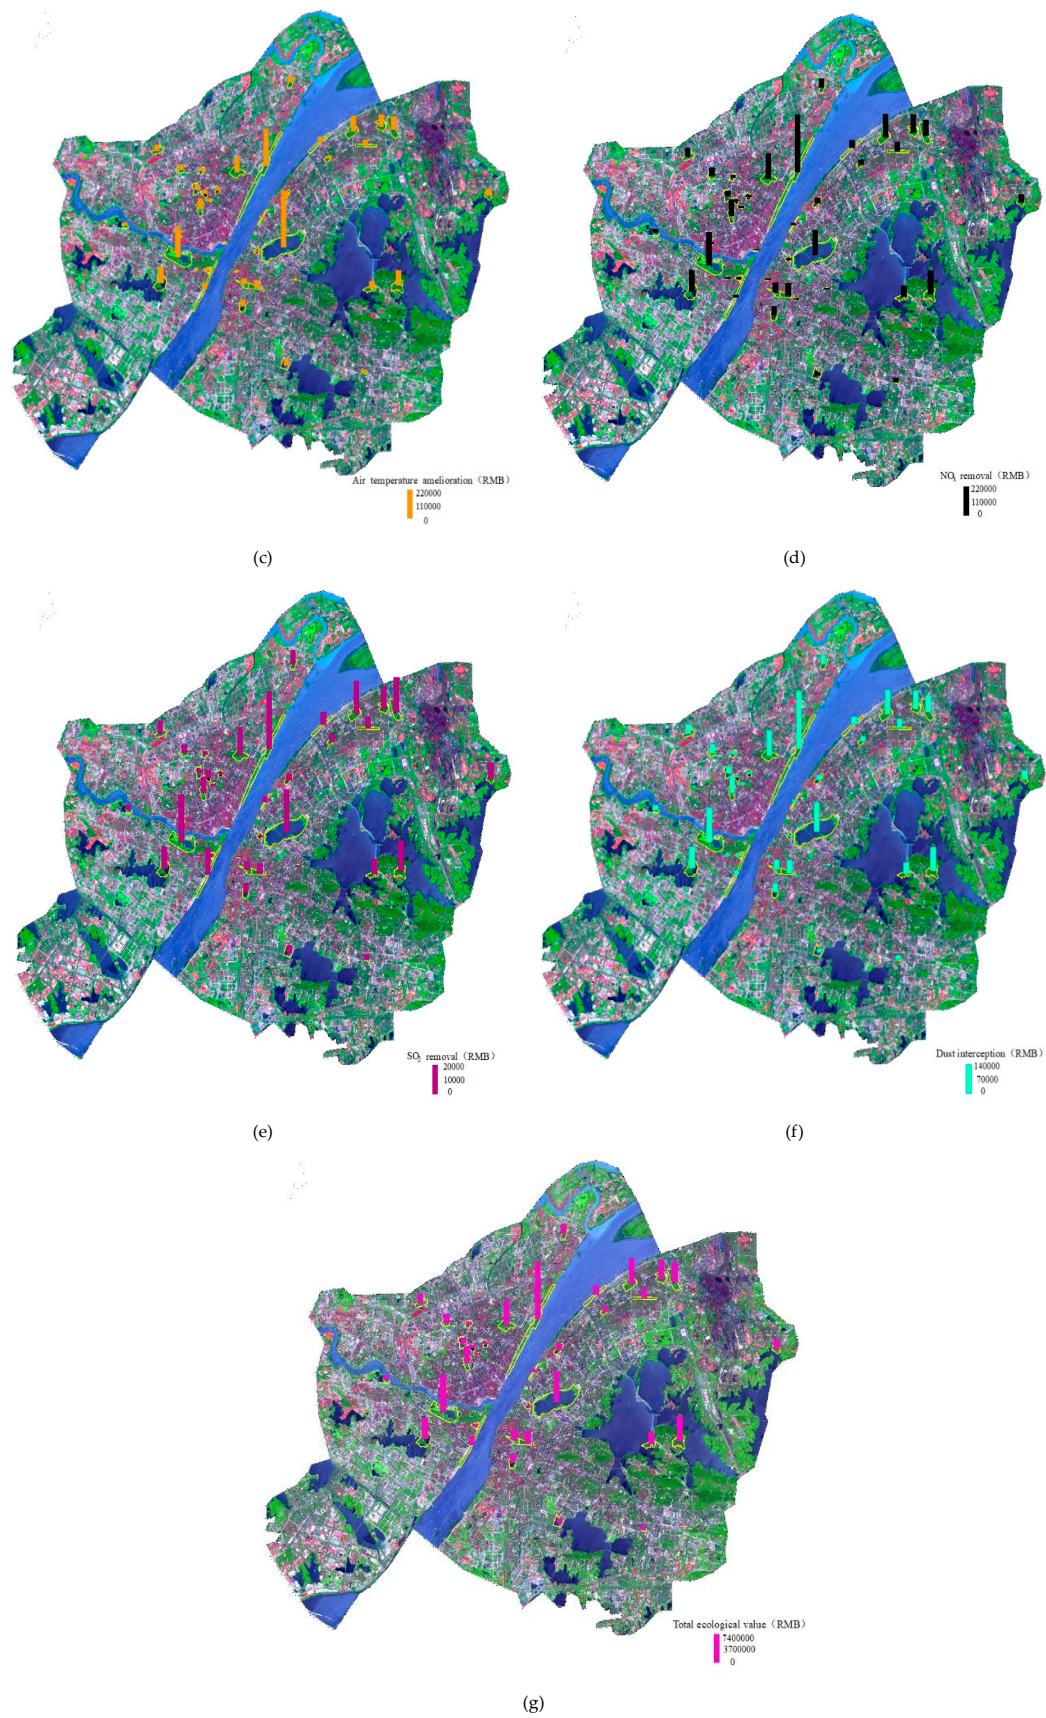 Air temperature amelioration (RMB)
220000
110000
0
NOₓ removal (RMB)
220000
110000
0
(c)
(d)
SO₂ removal (RMB)
20000
10000
0
Dust interception (RMB)
140000
70000
0
(e)
(f)
Total ecological value (RMB)
7400000
3700000
0
(g)